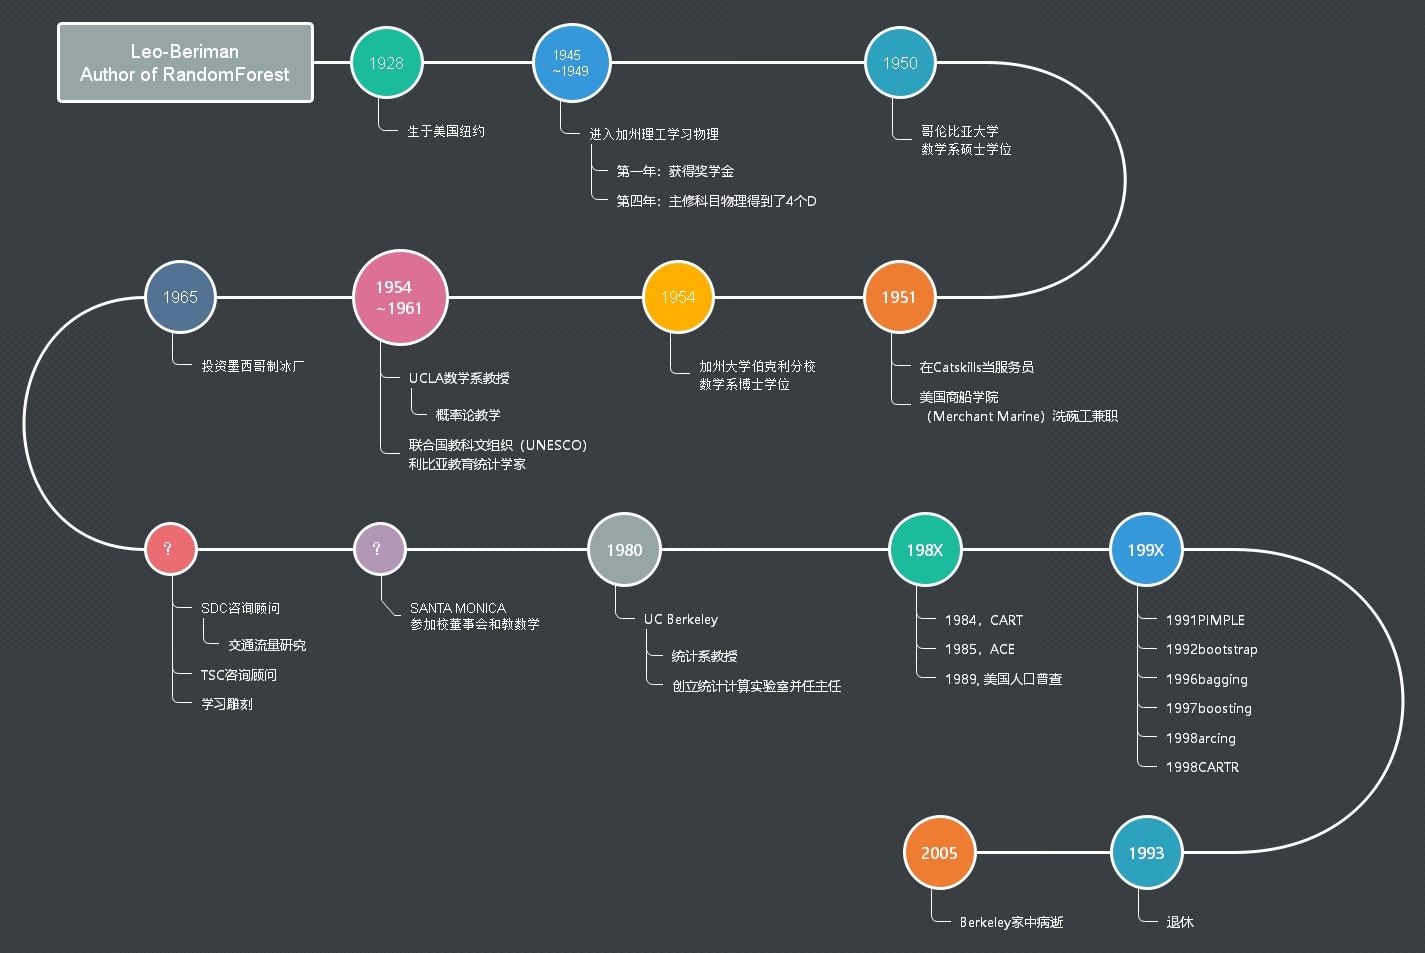 Leo-Beriman
Author of RandomForest
1928
生于美国纽约
1945
~1949
进入加州理工学习物理
第一年：获得奖学金
第四年：主修科目物理得到了4个D
1950
哥伦比亚大学
数学系硕士学位
1951
在Catskills当服务员
美国商船学院
（Merchant Marine）洗碗工兼职
1954
加州大学伯克利分校
数学系博士学位
1954
~1961
UCLA数学系教授
概率论教学
联合国教科文组织（UNESCO）
利比亚教育统计学家
1965
投资墨西哥制冰厂
?
SDC咨询顾问
交通流量研究
TSC咨询顾问
学习雕刻
?
SANTA MONICA
参加校董事会和教数学
1980
UC Berkeley
统计系教授
创立统计计算实验室并任主任
198X
1984，CART
1985，ACE
1989, 美国人口普查
199X
1991PIMPLE
1992bootstrap
1996bagging
1997boosting
1998arcing
1998CARTR
1993
退休
2005
Berkeley家中病逝